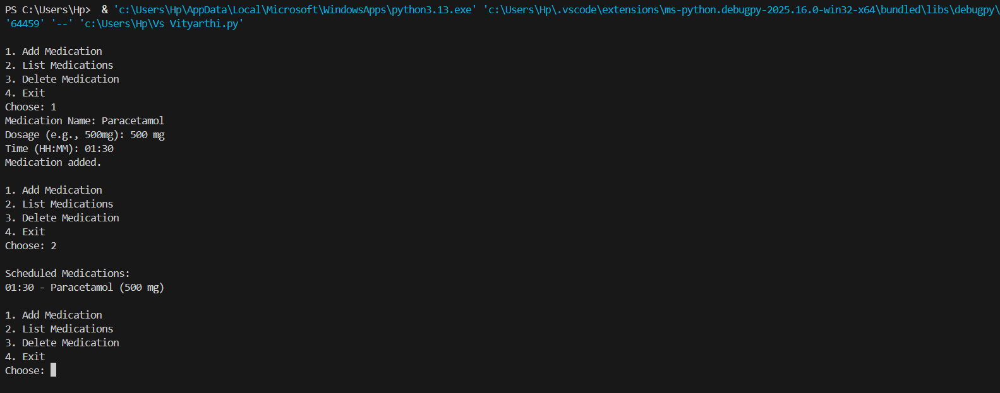 PS C:\Users\Hp>  & 'c:\Users\Hp\AppData\Local\Microsoft\WindowsApps\python3.13.exe' 'c:\Users\Hp\.vscode\extensions\ms-python.debugpy-2025.16.0-win32-x64\bundled\libs\debugpy\
'64459' '--' 'c:\Users\Hp\Vs Vityarthi.py'
1. Add Medication
2. List Medications
3. Delete Medication
4. Exit
Choose: 1
Medication Name: Paracetamol
Dosage (e.g., 500mg): 500 mg
Time (HH:MM): 01:30
Medication added.
1. Add Medication
2. List Medications
3. Delete Medication
4. Exit
Choose: 2
Scheduled Medications:
01:30 - Paracetamol (500 mg)
1. Add Medication
2. List Medications
3. Delete Medication
4. Exit
Choose: